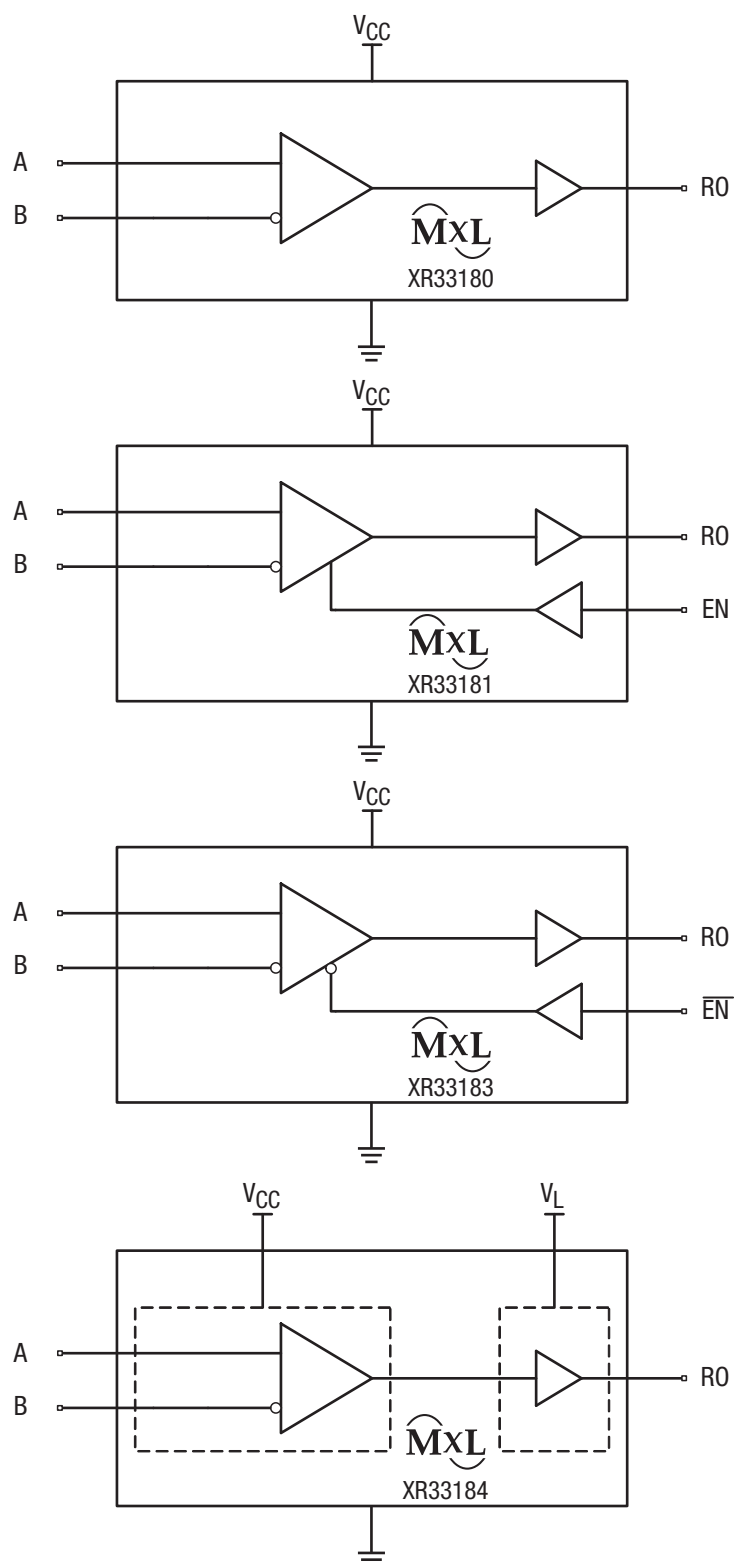 VCC
A
B
RO
MXL
XR33180
VCC
A
B
RO
EN
MXL
XR33181
VCC
A
B
RO
EN
MXL
XR33183
VCC
VL
A
B
RO
MXL
XR33184